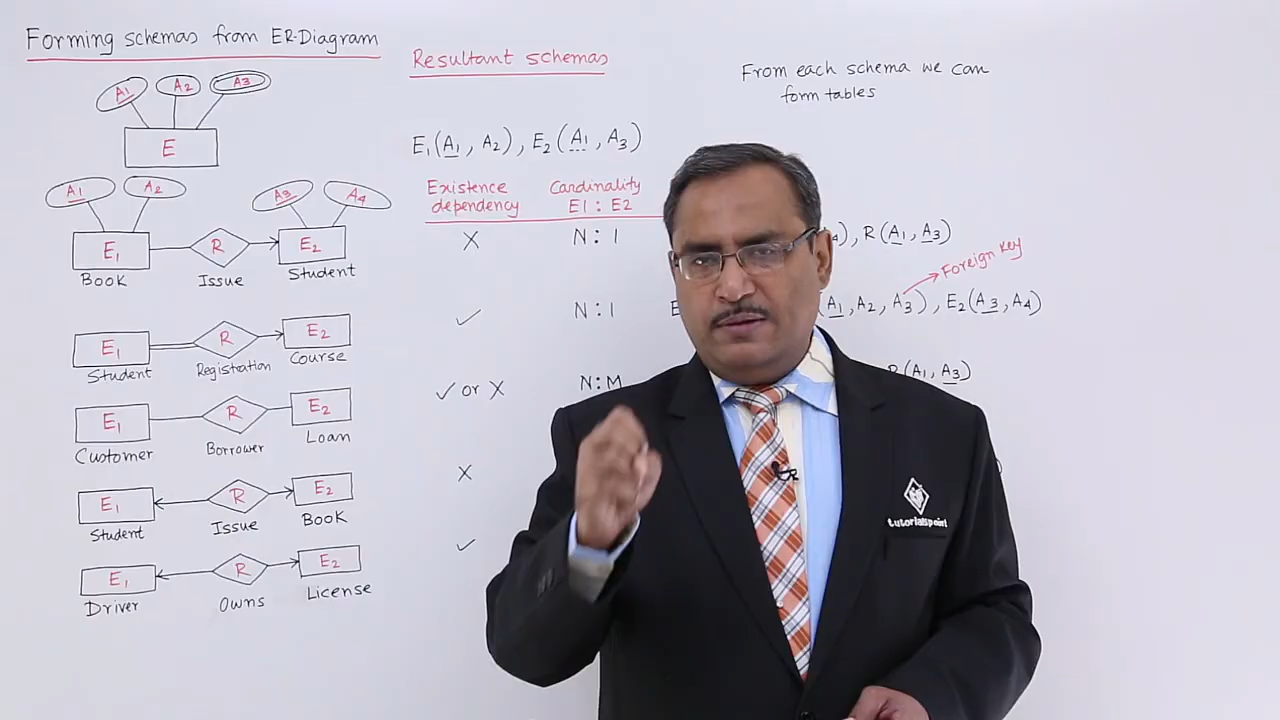 Forming schemas from ER-Diagram
Resultant schemas
From each schema we can
form tables
A1 A2 A3
E
E1(A1, A2), E2(A1, A3)
Existence dependency
Cardinality E1 : E2
A1 A2 A3 A4
E1 R E2
Book Issue Student
X N : 1
4), R(A1, A3)
Foreign key
E1 R E2
Student Registration Course
✓ N : 1
E (A1, A2, A3), E2(A3, A4)
E1 R E2
Customer Borrower Loan
✓ or X N : M
R(A1, A3)
E1 R E2
Student Issue Book
X
E1 R E2
Driver Owns License
✓
tutorialspoint